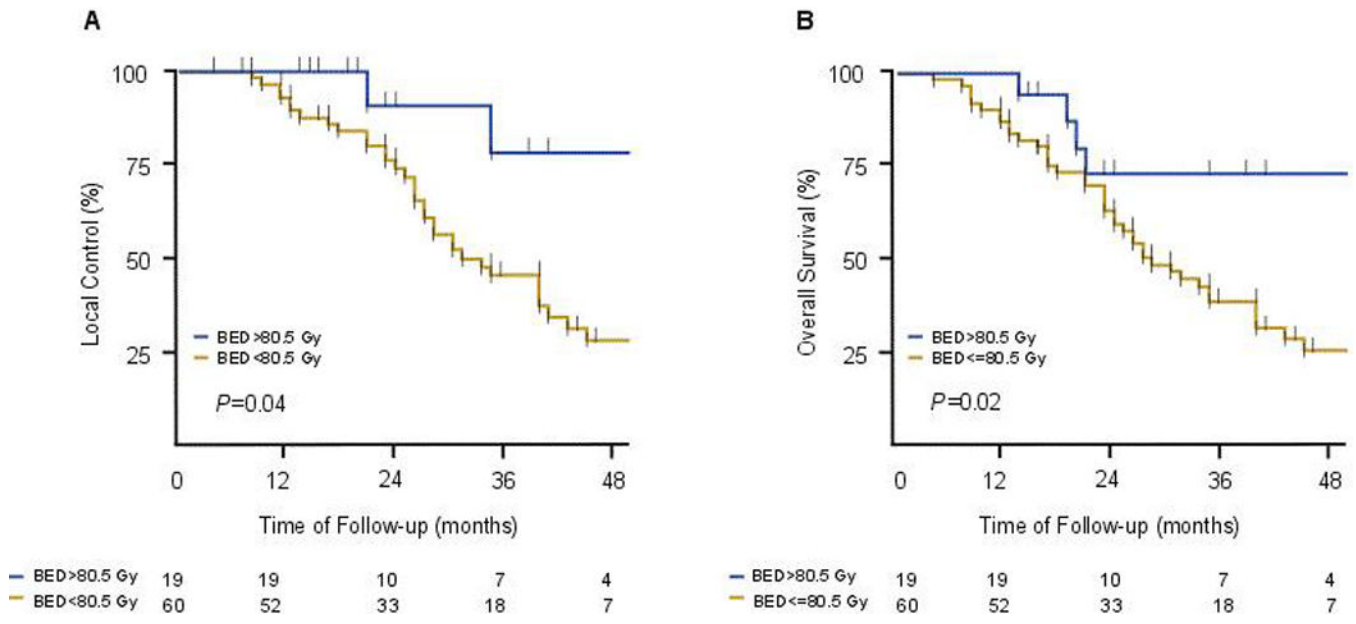 A
Local Control (%)
100
75
50
25
BED>80.5 Gy
BED<80.5 Gy
P=0.04
0 12 24 36 48
Time of Follow-up (months)
BED>80.5 Gy 19 19 10 7 4
BED<80.5 Gy 60 52 33 18 7
B
Overall Survival (%)
100
75
50
25
BED>80.5 Gy
BED<=80.5 Gy
P=0.02
0 12 24 36 48
Time of Follow-up (months)
BED>80.5 Gy 19 19 10 7 4
BED<=80.5 Gy 60 52 33 18 7